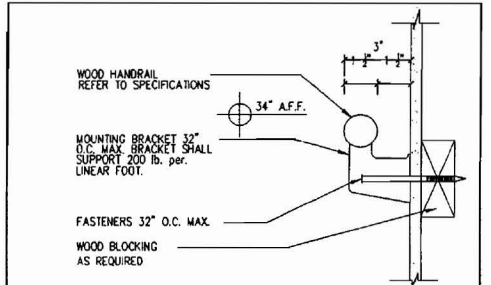 3"
1" 1"
2 2
WOOD HANDRAIL
REFER TO SPECIFICATIONS
34" A.F.F.
MOUNTING BRACKET 32"
O.C. MAX. BRACKET SHALL
SUPPORT 200 lb. per.
LINEAR FOOT.
FASTENERS 32" O.C. MAX.
WOOD BLOCKING
AS REQUIRED